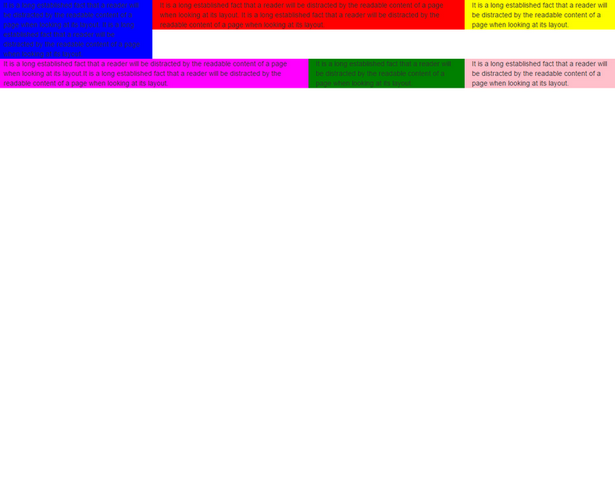 It is a long established fact that a reader will
be distracted by the readable content of a
page when looking at its layout. It is a long
established fact that a reader will be
distracted by the readable content of a page
when looking at its layout.
It is a long established fact that a reader will be distracted by the readable content of a page
when looking at its layout. It is a long established fact that a reader will be distracted by the
readable content of a page when looking at its layout.
It is a long established fact that a reader will
be distracted by the readable content of a
page when looking at its layout.
It is a long established fact that a reader will be distracted by the readable content of a page
when looking at its layout It is a long established fact that a reader will be distracted by the
readable content of a page when looking at its layout.
It is a long established fact that a reader will
be distracted by the readable content of a
page when looking at its layout.
It is a long established fact that a reader will
be distracted by the readable content of a
page when looking at its layout.